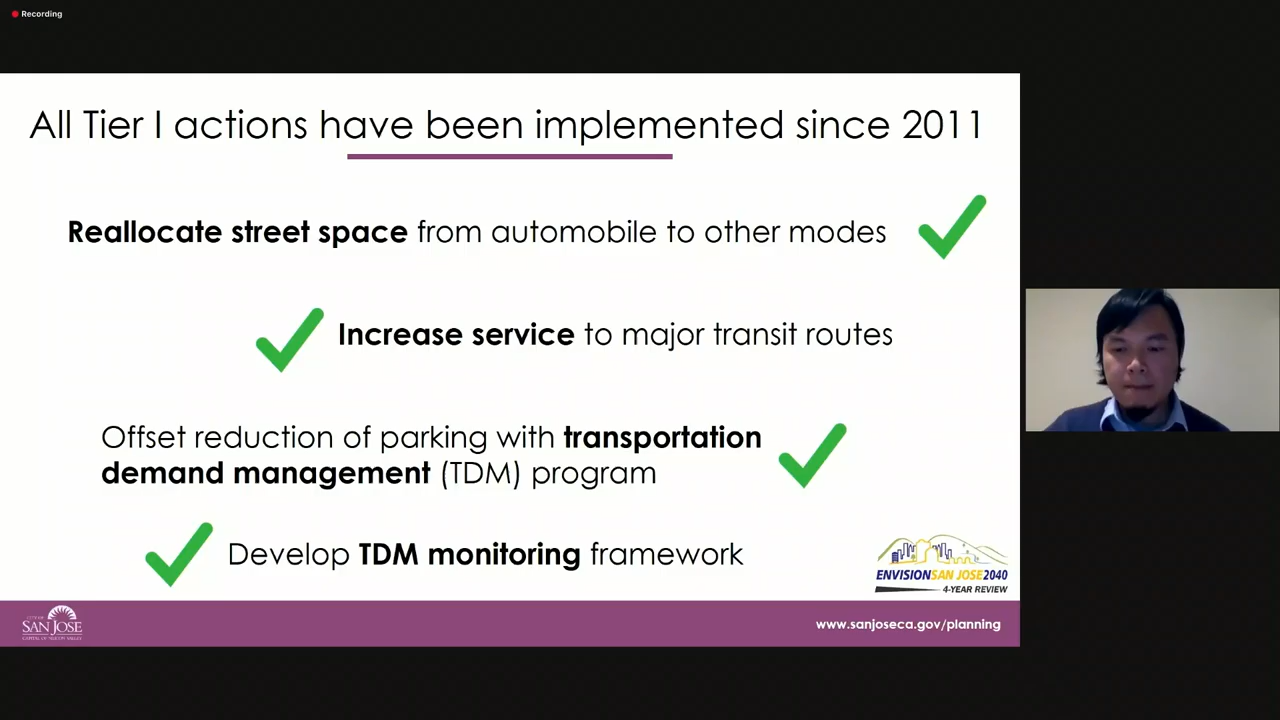 Recording
All Tier I actions have been implemented since 2011
Reallocate street space from automobile to other modes
Increase service to major transit routes
Offset reduction of parking with transportation
demand management (TDM) program
Develop TDM monitoring framework
ENVISION SAN JOSE 2040
4-YEAR REVIEW
CITY OF
SAN JOSE
CAPITAL OF SILICON VALLEY
www.sanjoseca.gov/planning